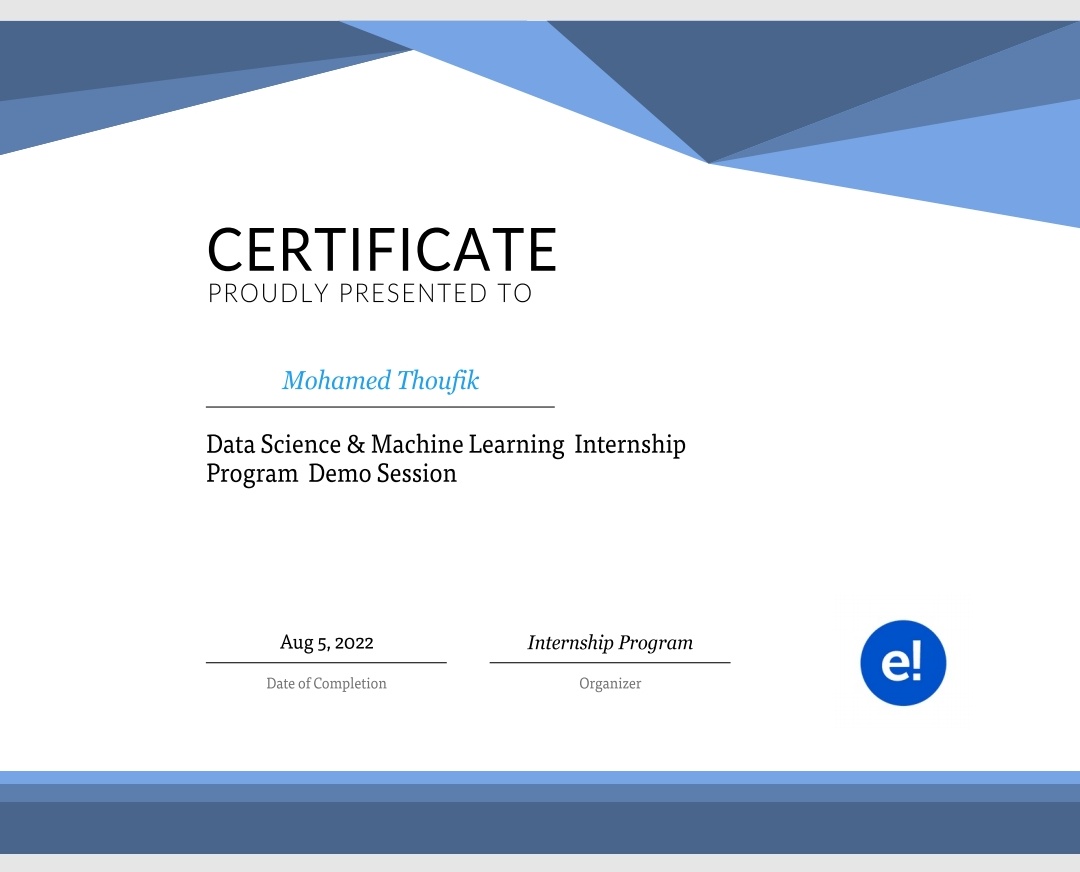 CERTIFICATE
PROUDLY PRESENTED TO
Mohamed Thoufik
Data Science & Machine Learning Internship
Program Demo Session
Aug 5, 2022
Internship Program
Date of Completion
Organizer
e!